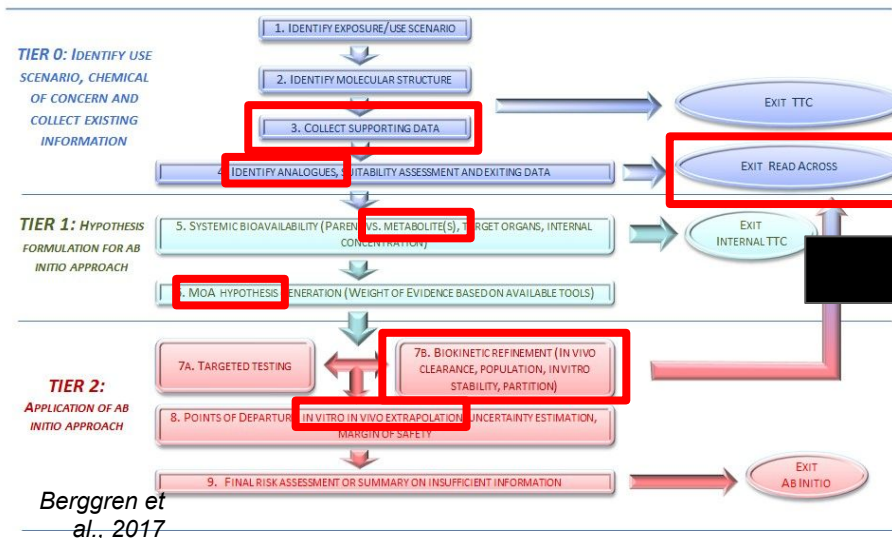 1. IDENTIFY EXPOSURE/USE SCENARIO
TIER 0: IDENTIFY USE
SCENARIO, CHEMICAL
OF CONCERN AND
COLLECT EXISTING
INFORMATION
2. IDENTIFY MOLECULAR STRUCTURE
EXIT TTC
3. COLLECT SUPPORTING DATA
4. IDENTIFY ANALOGUES, SUITABILITY ASSESSMENT AND EXITING DATA
EXIT READ ACROSS
TIER 1: HYPOTHESIS
FORMULATION FOR AB
INITIO APPROACH
5. SYSTEMIC BIOAVAILABILITY (PARENT VS. METABOLITE(S), TARGET ORGANS, INTERNAL
CONCENTRATION)
EXIT
INTERNAL TTC
MOA HYPOTHESIS GENERATION (WEIGHT OF EVIDENCE BASED ON AVAILABLE TOOLS)
TIER 2:
APPLICATION OF AB
INITIO APPROACH
7A. TARGETED TESTING
7B. BIOKINETIC REFINEMENT (IN VIVO
CLEARANCE, POPULATION, IN VITRO
STABILITY, PARTITION)
8. POINTS OF DEPARTURE, IN VITRO IN VIVO EXTRAPOLATION, UNCERTAINTY ESTIMATION,
MARGIN OF SAFETY
9. FINAL RISK ASSESSMENT OR SUMMARY ON INSUFFICIENT INFORMATION
EXIT
AB INITIO
Berggren et
al., 2017